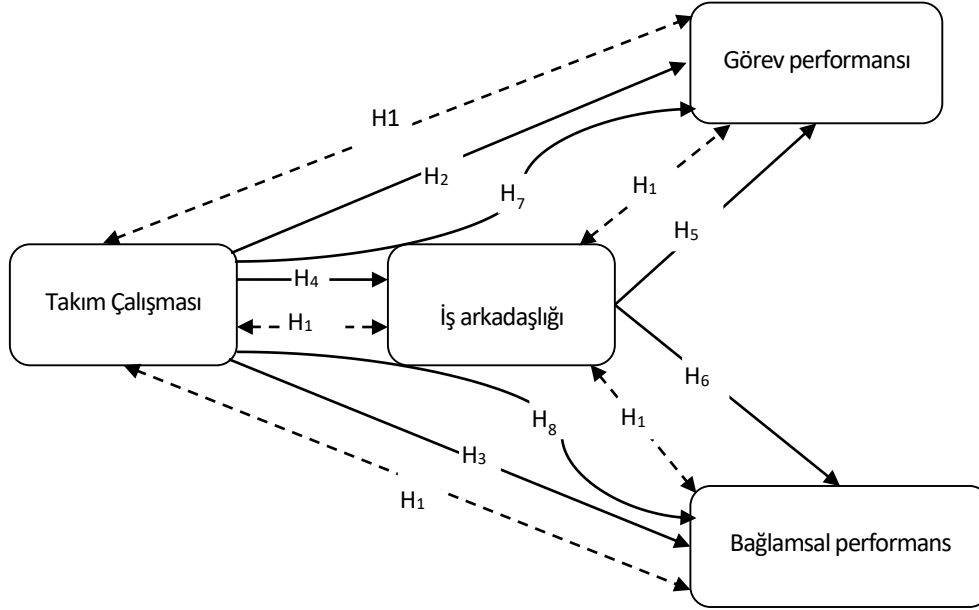 Görev performansı
H1
H₂
H₁
H₇
H₅
H₄
Takım Çalışması
İş arkadaşlığı
H₁
H₆
H₁
H₈
H₃
H₁
Bağlamsal performans